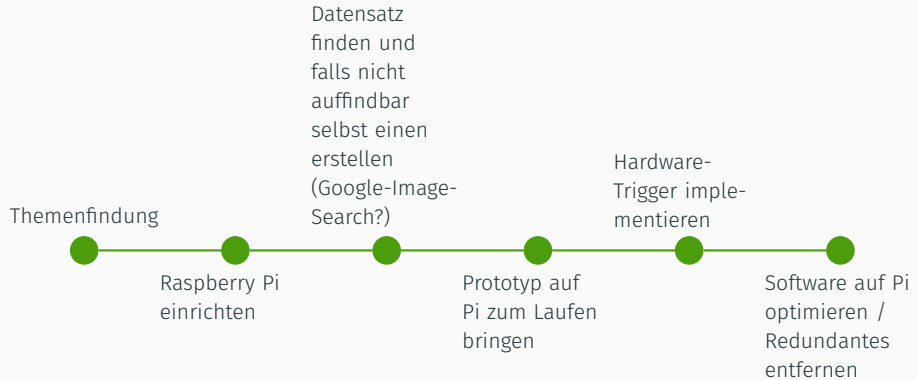 Themenfindung
Raspberry Pi
einrichten
Datensatz
finden und
falls nicht
auffindbar
selbst einen
erstellen
(Google-Image-
Search?)
Prototyp auf
Pi zum Laufen
bringen
Hardware-
Trigger imple-
mentieren
Software auf Pi
optimieren /
Redundantes
entfernen